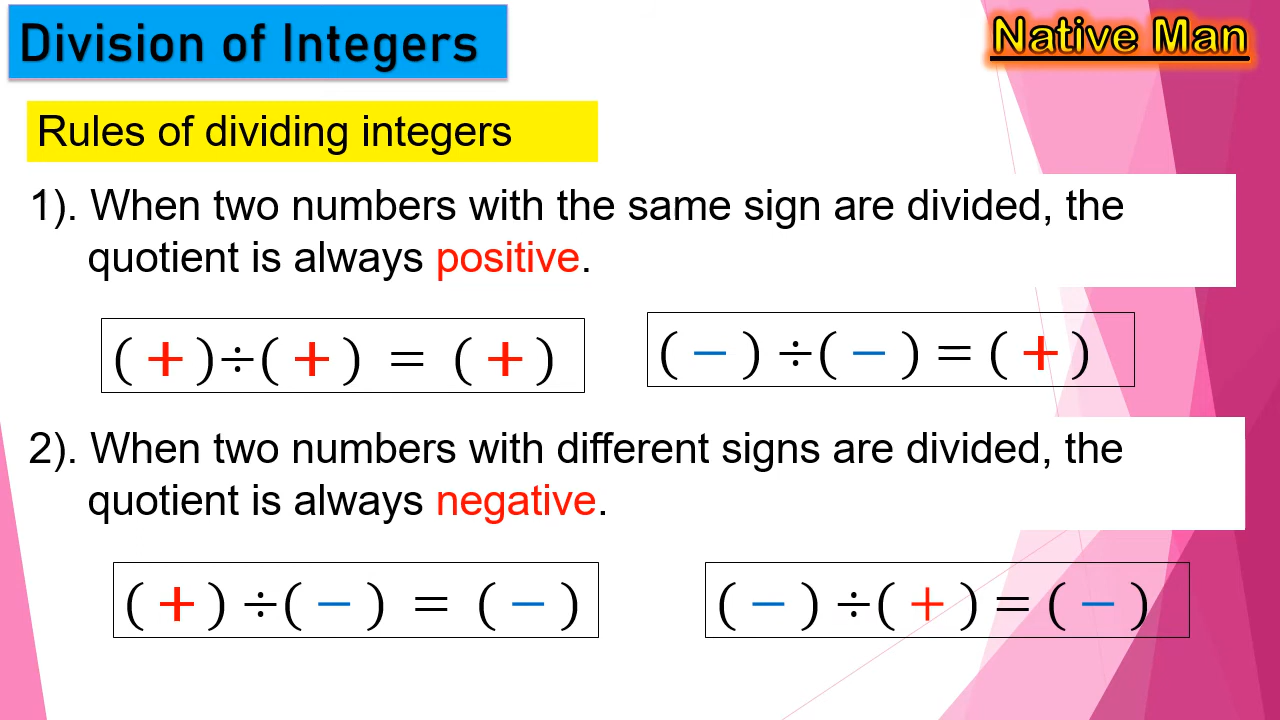 Division of Integers
Native Man
Rules of dividing integers
1). When two numbers with the same sign are divided, the
quotient is always positive.
( + )÷( + ) = ( + )
( − ) ÷( − ) = ( + )
2). When two numbers with different signs are divided, the
quotient is always negative.
( + ) ÷( − ) = ( − )
( − ) ÷( + ) = ( − )